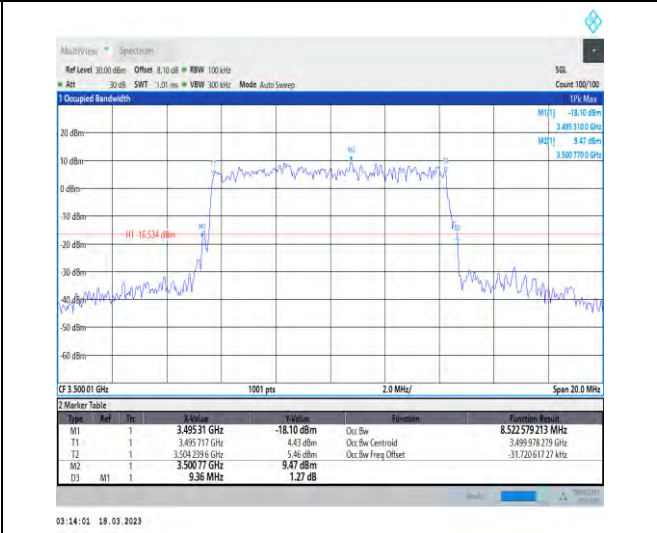 MultiView Spectrum
Ref Level 30.00 dBm Offset 8.10 dB RBW 100 kHz SGL
Att 30 dB SWT 1.01 ms VBW 300 kHz Mode Auto Sweep Count 100/100
1 Occupied Bandwidth 1Pk Max
M1[1] -18.10 dBm
3.495 310 0 GHz
M2[1] 9.47 dBm
3.500 770 0 GHz
20 dBm
M2
10 dBm
T1 T2
0 dBm
-10 dBm
M1
H1 -16.534 dBm
-20 dBm
-30 dBm
-40 dBm
-50 dBm
-60 dBm
CF 3.500 01 GHz 1001 pts 2.0 MHz/ Span 20.0 MHz
2 Marker Table
Type Ref Trc X-Value Y-Value Function Function Result
M1 1 3.495 31 GHz -18.10 dBm Occ Bw 8.522 579 213 MHz
T1 1 3.495 717 GHz 4.43 dBm Occ Bw Centroid 3.499 978 279 GHz
T2 1 3.504 239 6 GHz 5.46 dBm Occ Bw Freq Offset -31.720 617 27 kHz
M2 1 3.500 77 GHz 9.47 dBm
D3 M1 1 9.36 MHz 1.27 dB
03:14:01 18.03.2023